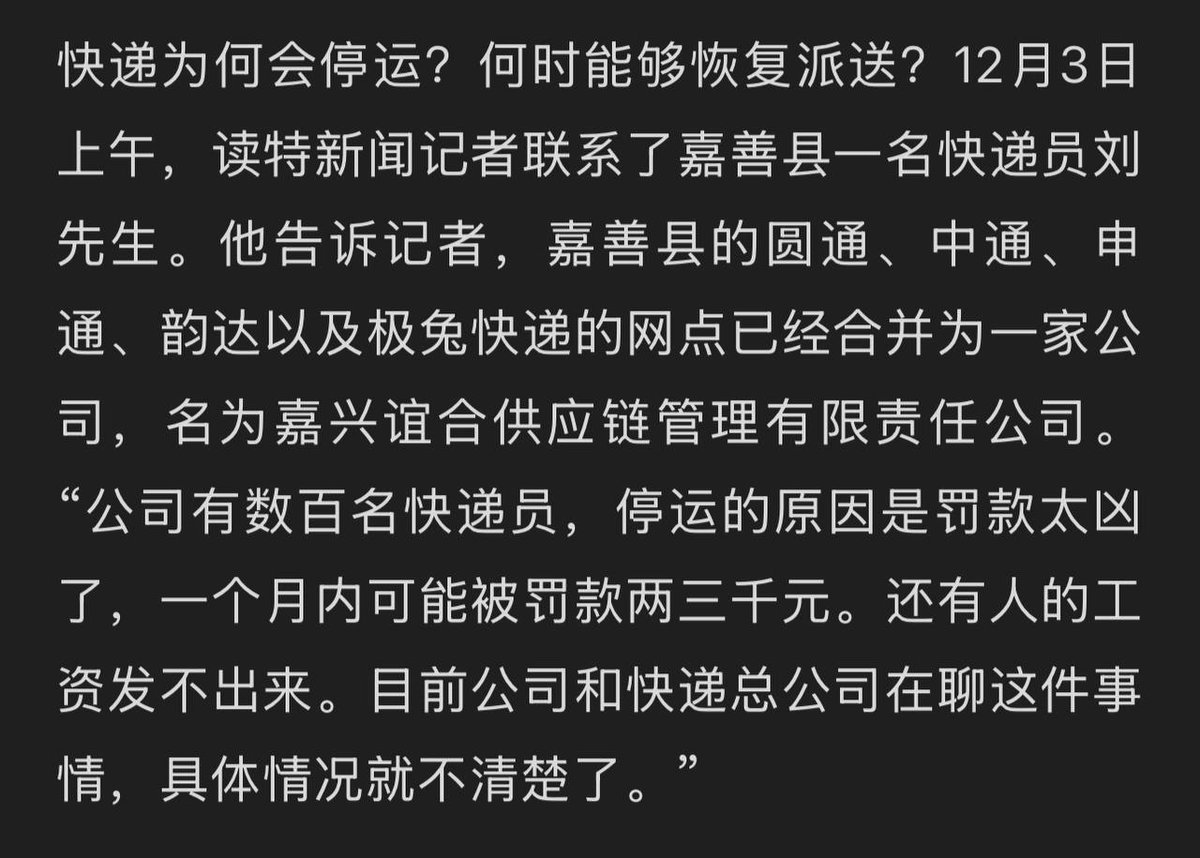 快递为何会停运？何时能够恢复派送？12月3日
上午，读特新闻记者联系了嘉善县一名快递员刘
先生。他告诉记者，嘉善县的圆通、中通、申
通、韵达以及极兔快递的网点已经合并为一家公
司，名为嘉兴谊合供应链管理有限责任公司。
“公司有数百名快递员，停运的原因是罚款太凶
了，一个月内可能被罚款两三千元。还有人的工
资发不出来。目前公司和快递总公司在聊这件事
情，具体情况就不清楚了。”